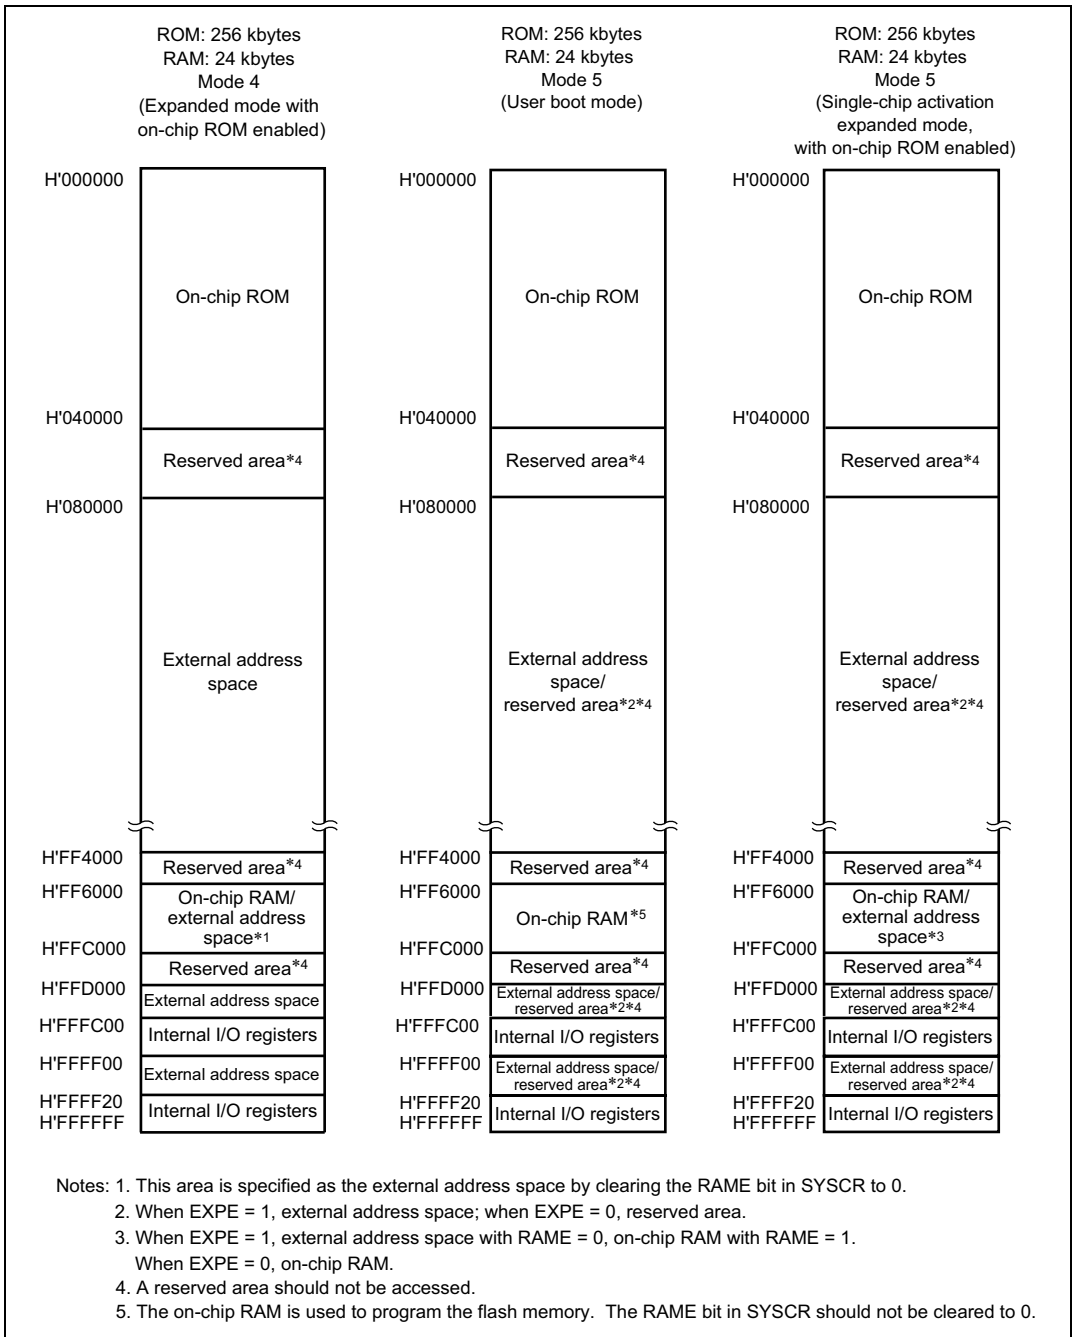 ROM: 256 kbytes
RAM: 24 kbytes
Mode 4
(Expanded mode with
on-chip ROM enabled)
H'000000
On-chip ROM
H'040000
Reserved area*4
H'080000
External address
space
H'FF4000
Reserved area*4
H'FF6000
On-chip RAM/
external address
space*1
H'FFC000
Reserved area*4
H'FFD000
External address space
H'FFFC00
Internal I/O registers
H'FFFF00
External address space
H'FFFF20
Internal I/O registers
H'FFFFFF
ROM: 256 kbytes
RAM: 24 kbytes
Mode 5
(User boot mode)
H'000000
On-chip ROM
H'040000
Reserved area*4
H'080000
External address
space/
reserved area*2*4
H'FF4000
Reserved area*4
H'FF6000
On-chip RAM*5
H'FFC000
Reserved area*4
H'FFD000
External address space/
reserved area*2*4
H'FFFC00
Internal I/O registers
H'FFFF00
External address space/
reserved area*2*4
H'FFFF20
Internal I/O registers
H'FFFFFF
ROM: 256 kbytes
RAM: 24 kbytes
Mode 5
(Single-chip activation
expanded mode,
with on-chip ROM enabled)
H'000000
On-chip ROM
H'040000
Reserved area*4
H'080000
External address
space/
reserved area*2*4
H'FF4000
Reserved area*4
H'FF6000
On-chip RAM/
external address
space*3
H'FFC000
Reserved area*4
H'FFD000
External address space/
reserved area*2*4
H'FFFC00
Internal I/O registers
H'FFFF00
External address space/
reserved area*2*4
H'FFFF20
Internal I/O registers
H'FFFFFF
Notes: 1. This area is specified as the external address space by clearing the RAME bit in SYSCR to 0.
2. When EXPE = 1, external address space; when EXPE = 0, reserved area.
3. When EXPE = 1, external address space with RAME = 0, on-chip RAM with RAME = 1.
When EXPE = 0, on-chip RAM.
4. A reserved area should not be accessed.
5. The on-chip RAM is used to program the flash memory. The RAME bit in SYSCR should not be cleared to 0.